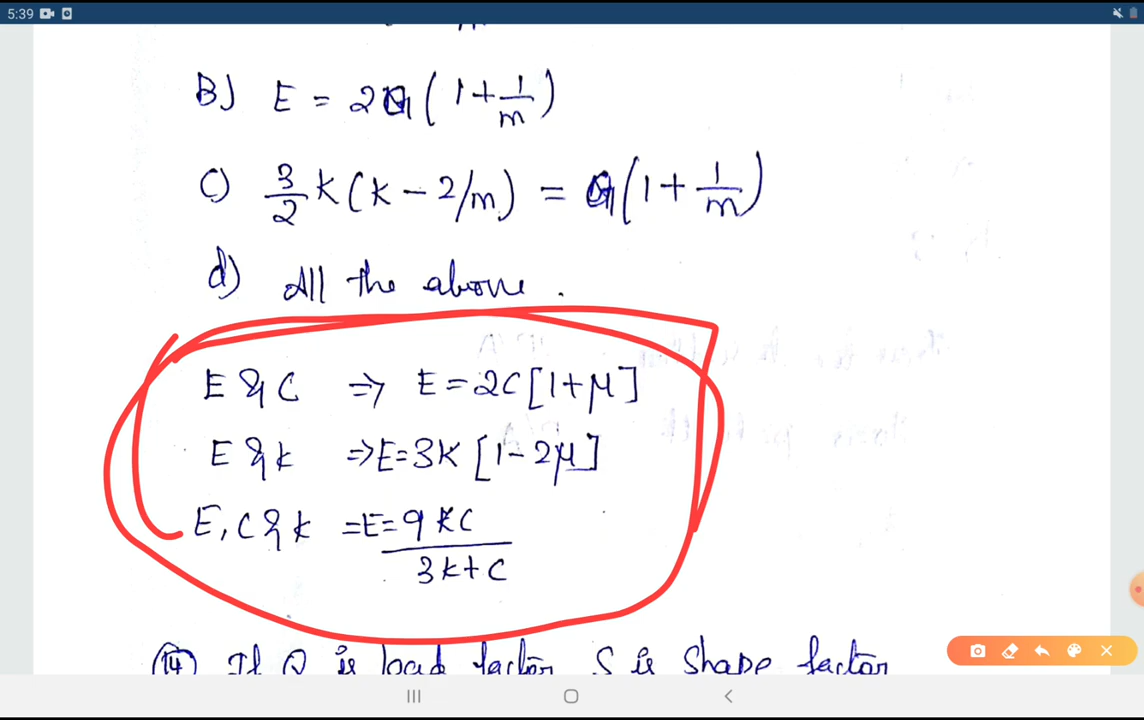 5:39
B) E = 2G(1+1/m)
C) 3/2 K(K-2/m) = G(1+1/m)
d) All the above.
E & C ⇒ E=2C[1+μ]
E & K ⇒E=3K[1-2μ]
E, C & K =E=9KC/3K+C
(14) If Q is load factor S is shape factor